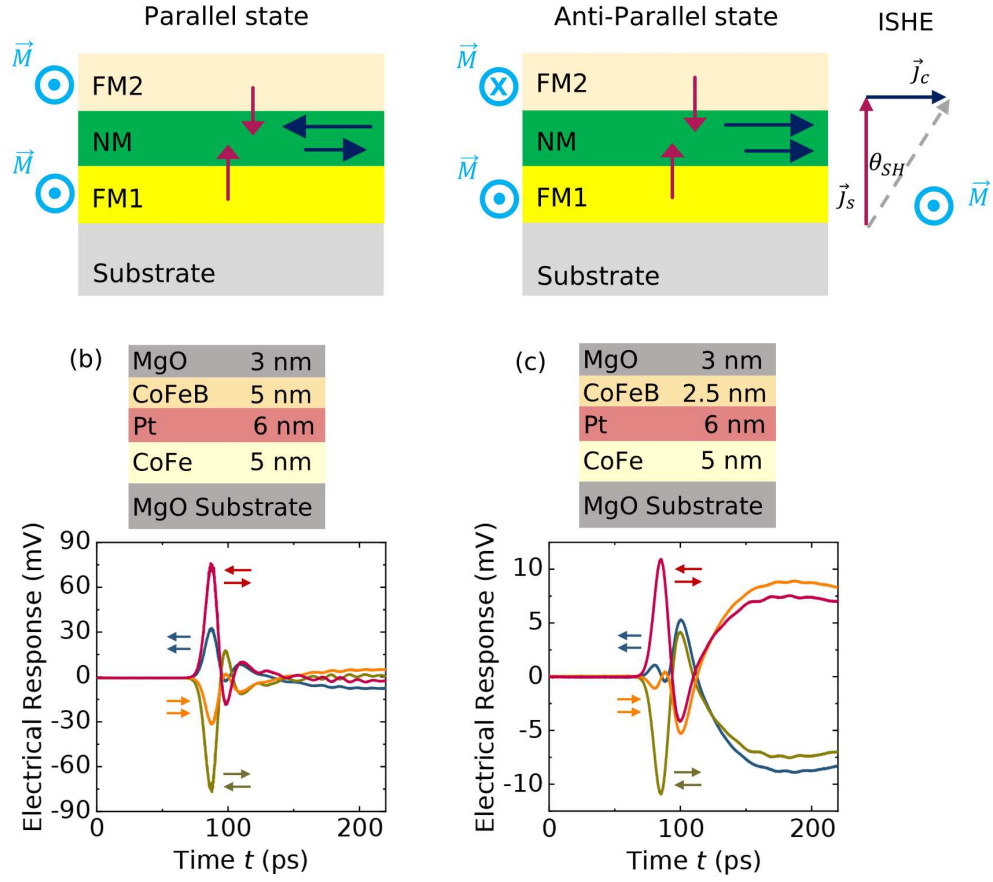 Parallel state
Anti-Parallel state
ISHE
M
FM2
NM
M
FM1
Substrate
M
FM2
NM
M
FM1
Substrate
j_c
θ_SH
j_s
M
(b)
MgO 3 nm
CoFeB 5 nm
Pt 6 nm
CoFe 5 nm
MgO Substrate
Electrical Response (mV)
90
60
30
0
-30
-60
-90
0 100 200
Time t (ps)
(c)
MgO 3 nm
CoFeB 2.5 nm
Pt 6 nm
CoFe 5 nm
MgO Substrate
Electrical Response (mV)
10
5
0
-5
-10
0 100 200
Time t (ps)